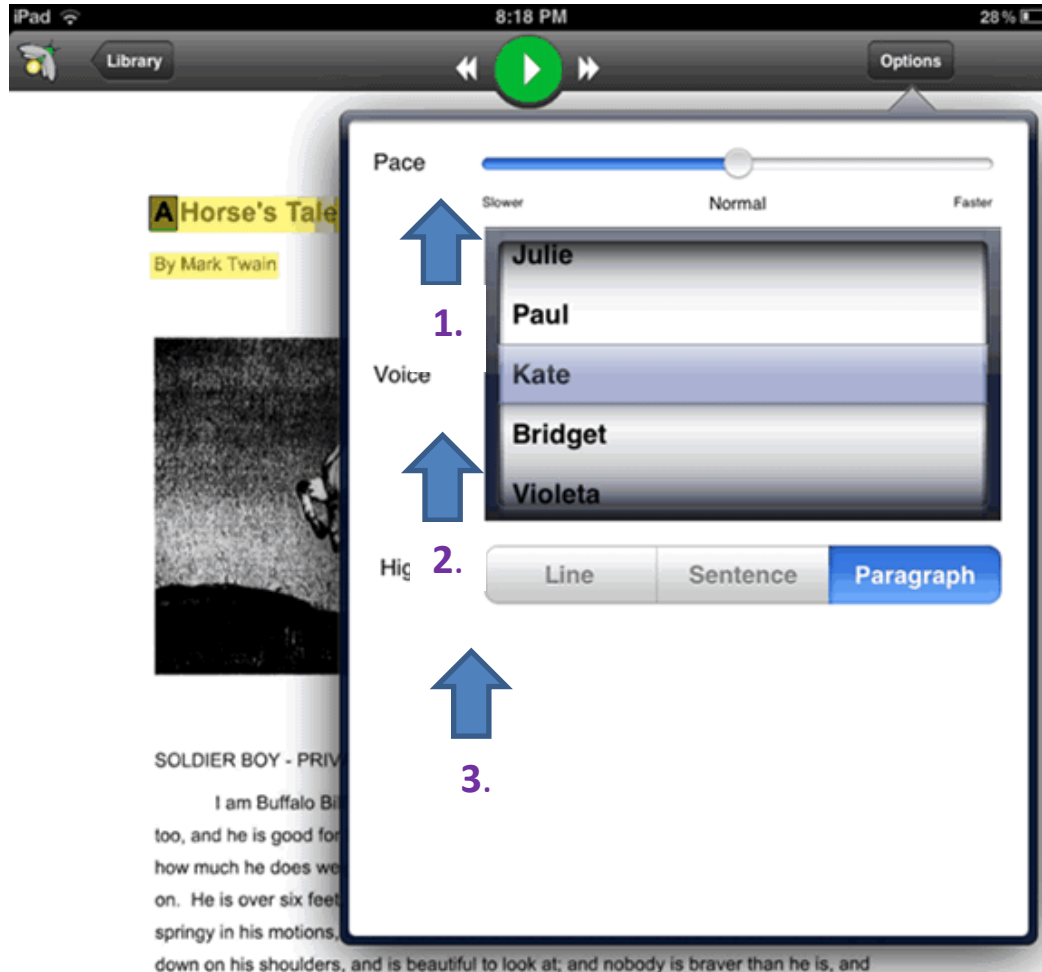 iPad 8:18 PM 28%
Library Options
Pace
Slower Normal Faster
A Horse's Tale
By Mark Twain
1.
Julie
Paul
Voice Kate
Bridget
Violeta
2.
Hig Line Sentence Paragraph
3.
SOLDIER BOY - PRIV
I am Buffalo Bi
too, and he is good for
how much he does we
on. He is over six feet
springy in his motions,
down on his shoulders, and is beautiful to look at; and nobody is braver than he is, and